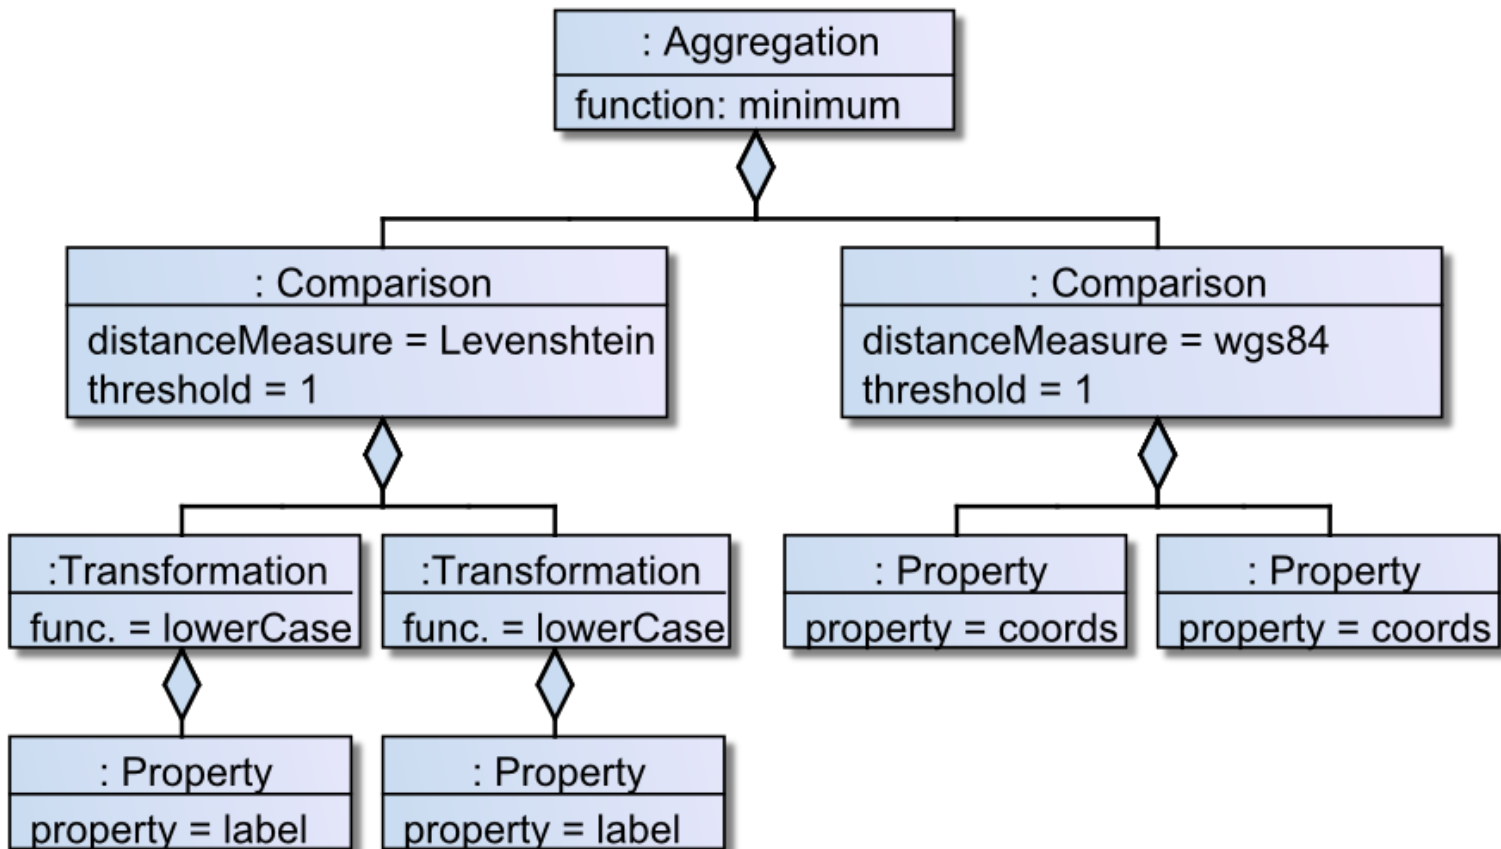 : Aggregation
function: minimum
: Comparison
distanceMeasure = Levenshtein
threshold = 1
: Comparison
distanceMeasure = wgs84
threshold = 1
:Transformation
func. = lowerCase
:Transformation
func. = lowerCase
: Property
property = coords
: Property
property = coords
: Property
property = label
: Property
property = label